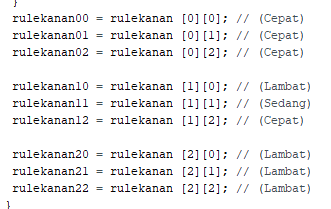 }
rulekanan00 = rulekanan [0][0]; // (Cepat)
rulekanan01 = rulekanan [0][1]; // (Cepat)
rulekanan02 = rulekanan [0][2]; // (Cepat)
rulekanan10 = rulekanan [1][0]; // (Lambat)
rulekanan11 = rulekanan [1][1]; // (Sedang)
rulekanan12 = rulekanan [1][2]; // (Cepat)
rulekanan20 = rulekanan [2][0]; // (Lambat)
rulekanan21 = rulekanan [2][1]; // (Lambat)
rulekanan22 = rulekanan [2][2]; // (Lambat)
}